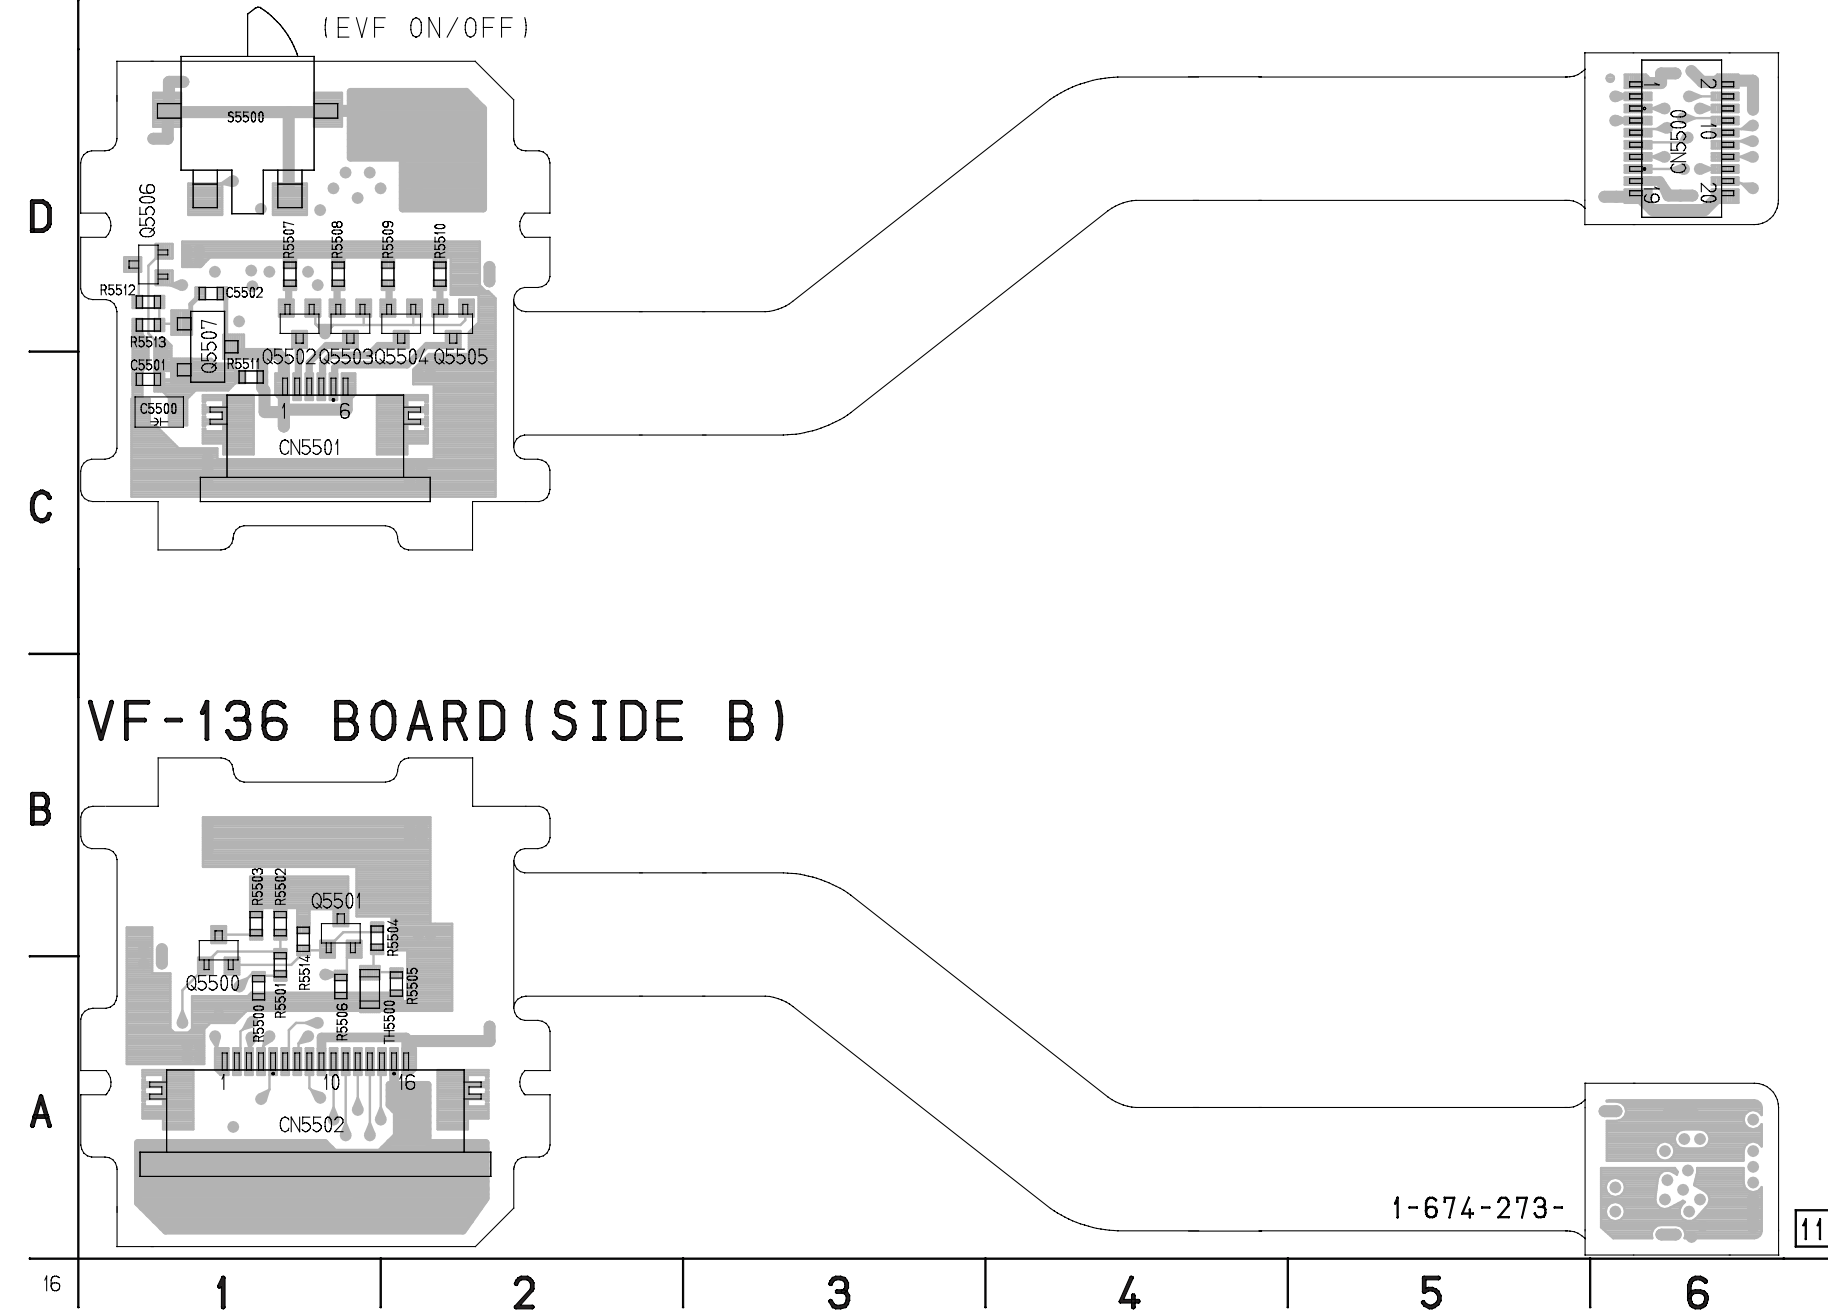 (EVF ON/OFF)
S5500
1 2
CN5500
10
19 20
D
Q5506
R5507 R5508 R5509 R5510
R5512
C5502
R5513
Q5507
Q5502 Q5503 Q5504 Q5505
C5501
R5511
C5500
1 6
CN5501
C
VF-136 BOARD(SIDE B)
B
R5503 R5502
Q5501
R5504
Q5500
R5514
R5505
R5501
R5500
R5506
TH5500
1 10 16
A
CN5502
1-674-273-
11
16
1 2 3 4 5 6